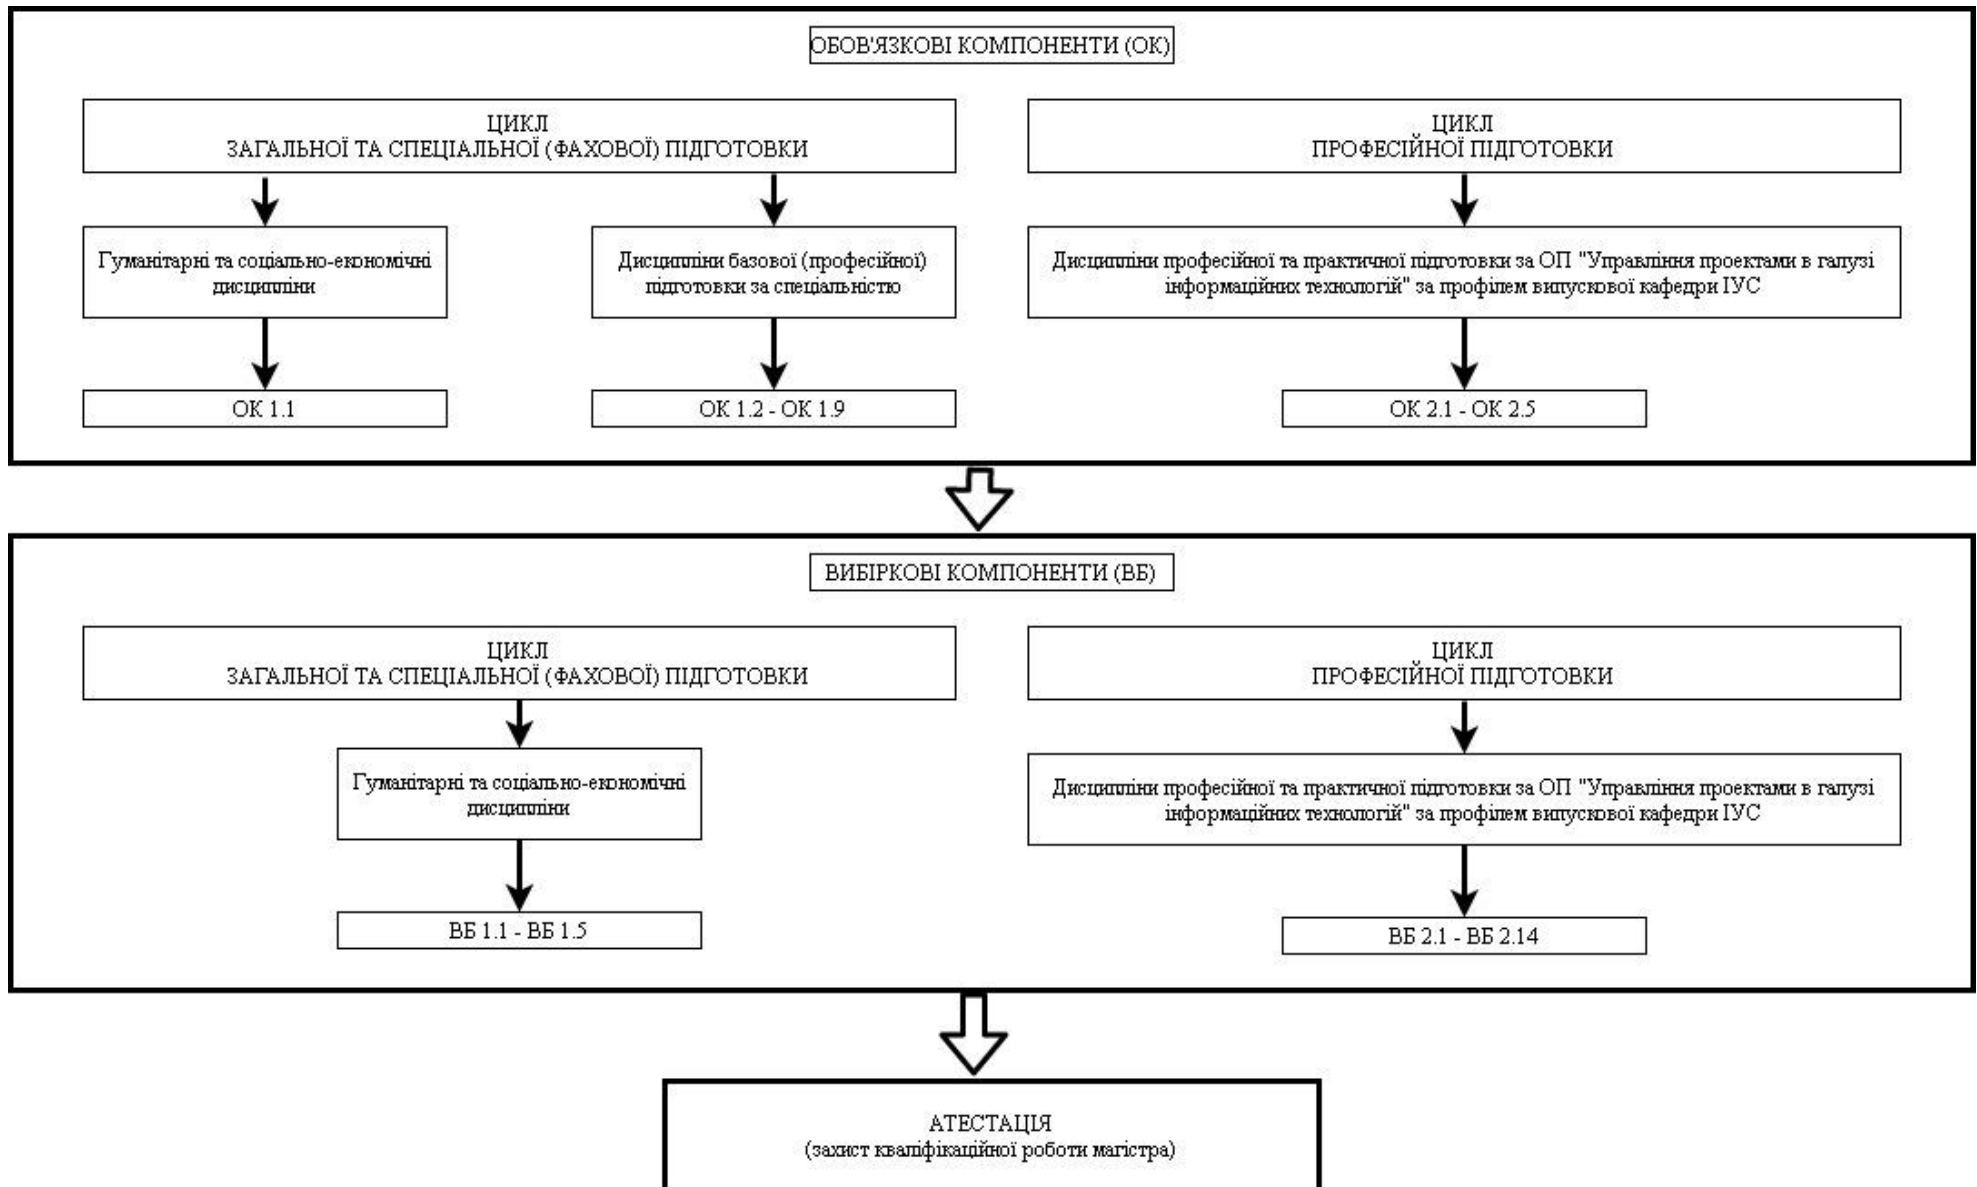 ОБОВ'ЯЗКОВІ КОМПОНЕНТИ (ОК)
ЦИКЛ
ЗАГАЛЬНОЇ ТА СПЕЦІАЛЬНОЇ (ФАХОВОЇ) ПІДГОТОВКИ
ЦИКЛ
ПРОФЕСІЙНОЇ ПІДГОТОВКИ
Гуманітарні та соціально-економічні
дисципліни
Дисципліни базової (професійної)
підготовки за спеціальністю
Дисципліни професійної та практичної підготовки за ОП "Управління проектами в галузі
інформаційних технологій" за профілем випускової кафедри ІУС
ОК 1.1
ОК 1.2 - ОК 1.9
ОК 2.1 - ОК 2.5
ВИБІРКОВІ КОМПОНЕНТИ (ВБ)
ЦИКЛ
ЗАГАЛЬНОЇ ТА СПЕЦІАЛЬНОЇ (ФАХОВОЇ) ПІДГОТОВКИ
ЦИКЛ
ПРОФЕСІЙНОЇ ПІДГОТОВКИ
Гуманітарні та соціально-економічні
дисципліни
Дисципліни професійної та практичної підготовки за ОП "Управління проектами в галузі
інформаційних технологій" за профілем випускової кафедри ІУС
ВБ 1.1 - ВБ 1.5
ВБ 2.1 - ВБ 2.14
АТЕСТАЦІЯ
(захист кваліфікаційної роботи магістра)